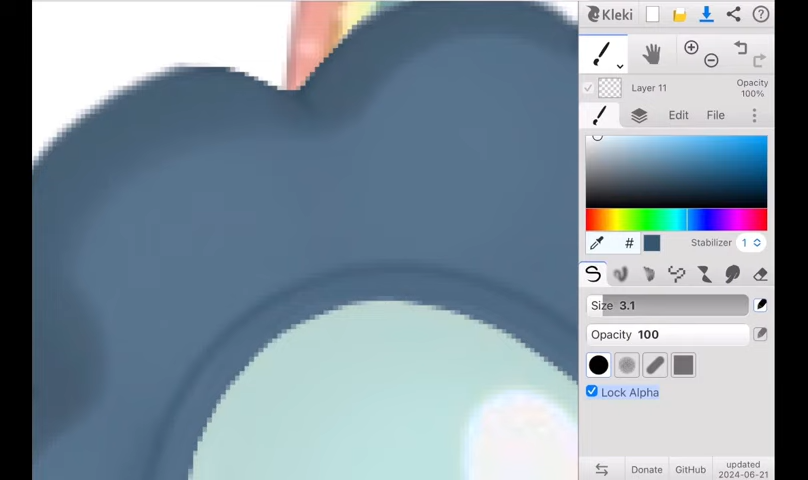 Kleki
Layer 11
Opacity
100%
Edit File
# Stabilizer 1
Size 3.1
Opacity 100
Lock Alpha
Donate GitHub updated
2024-06-21